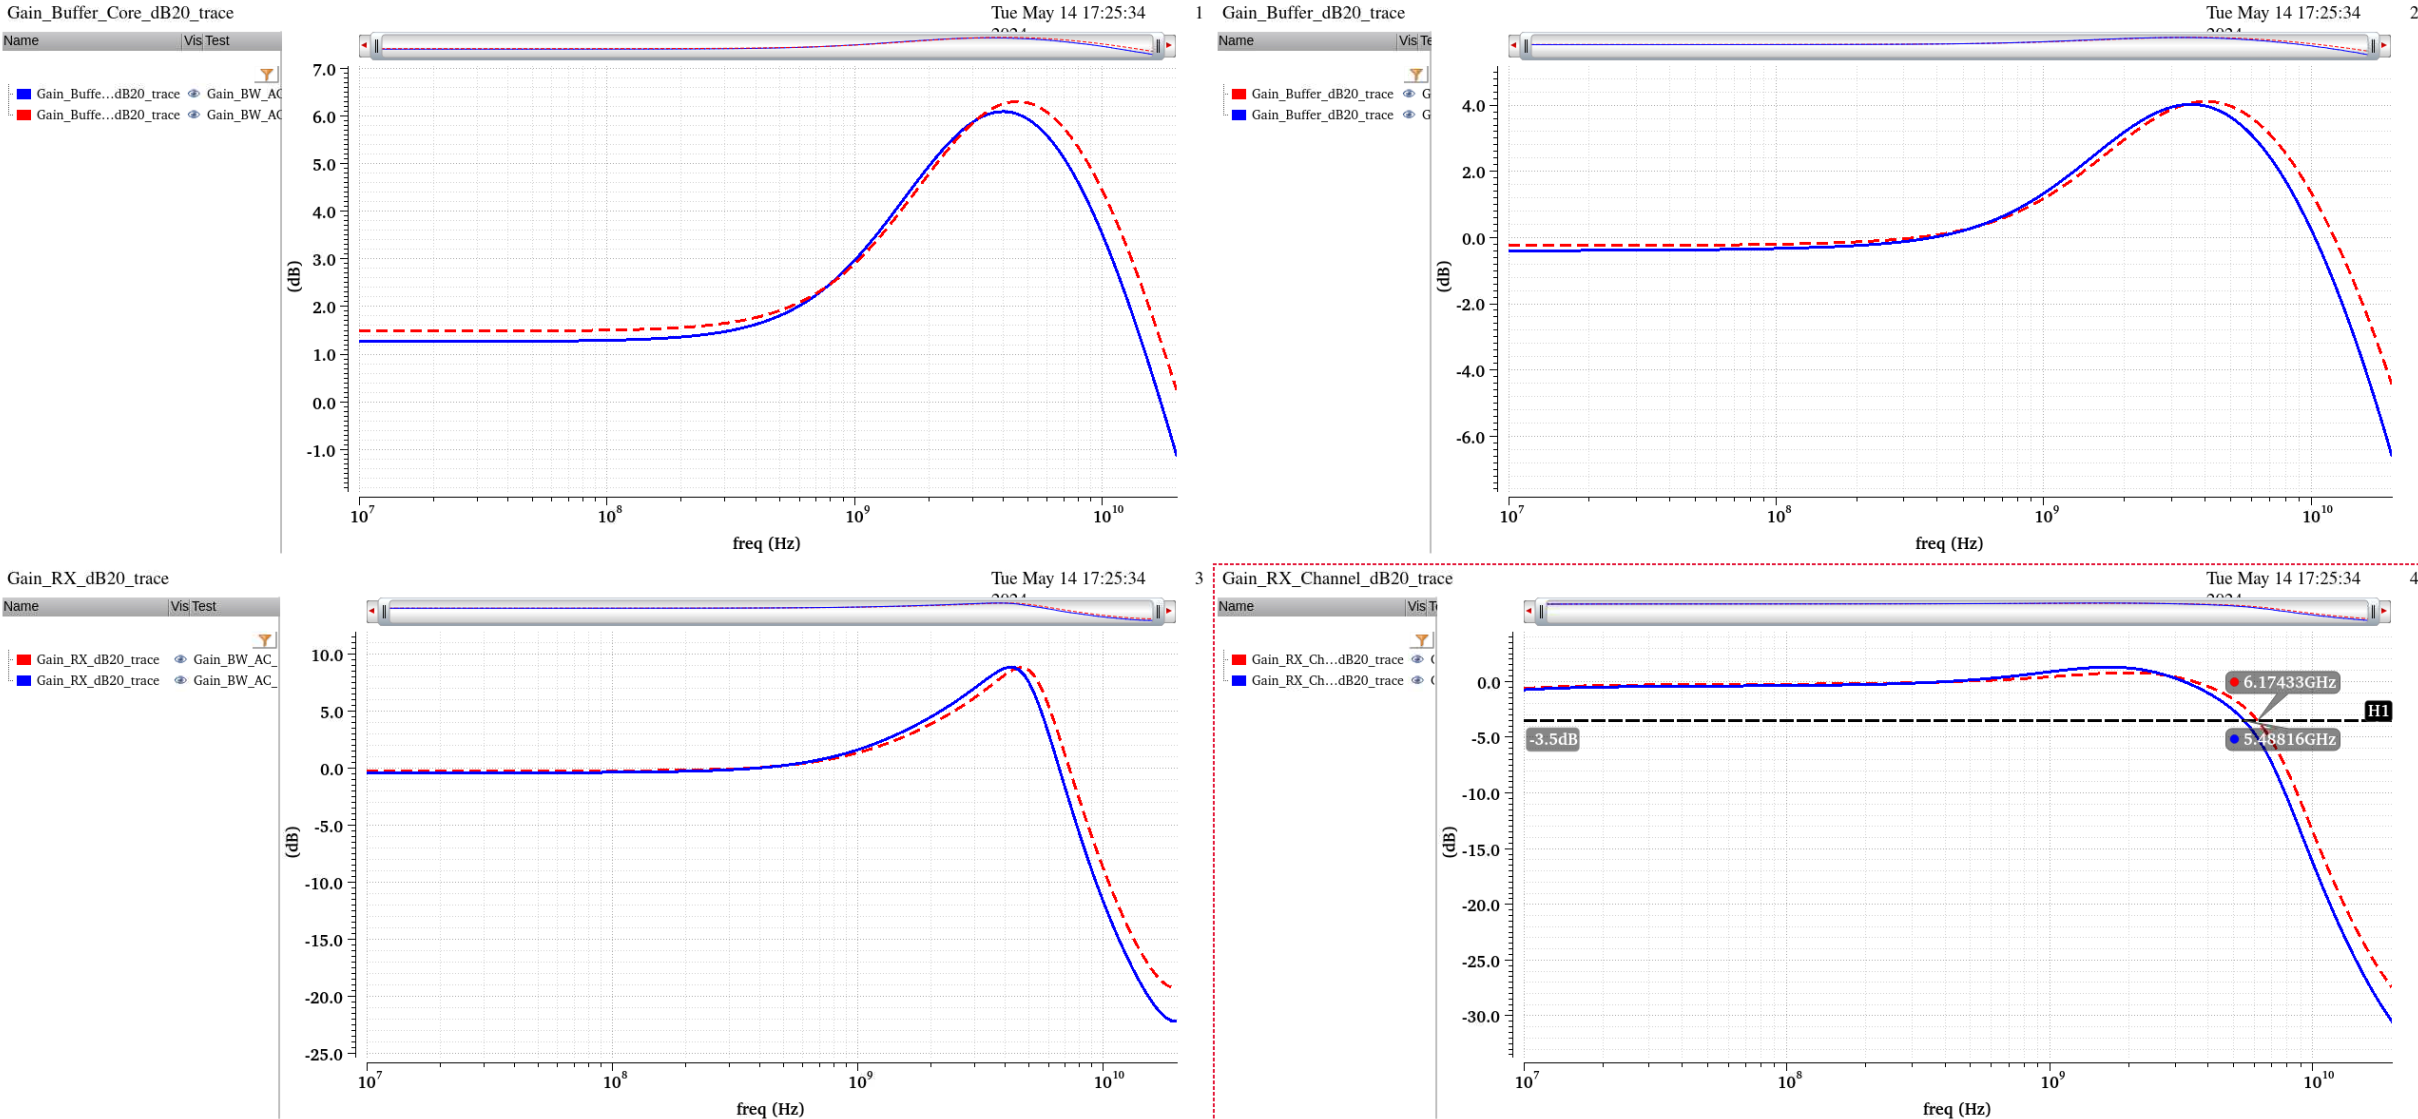 Gain_Buffer_Core_dB20_trace
Tue May 14 17:25:34
1
Name
Vis
Test
Gain_Buffe...dB20_trace
Gain_BW_AC
Gain_Buffe...dB20_trace
Gain_BW_AC
7.0
6.0
5.0
4.0
3.0
2.0
1.0
0.0
-1.0
(dB)
10^7
10^8
10^9
10^10
freq (Hz)
Gain_Buffer_dB20_trace
Tue May 14 17:25:34
2
Name
Vis
Te
Gain_Buffer_dB20_trace
G
Gain_Buffer_dB20_trace
G
4.0
2.0
0.0
-2.0
-4.0
-6.0
(dB)
10^7
10^8
10^9
10^10
freq (Hz)
Gain_RX_dB20_trace
Tue May 14 17:25:34
3
Name
Vis
Test
Gain_RX_dB20_trace
Gain_BW_AC_
Gain_RX_dB20_trace
Gain_BW_AC_
10.0
5.0
0.0
-5.0
-10.0
-15.0
-20.0
-25.0
(dB)
10^7
10^8
10^9
10^10
freq (Hz)
Gain_RX_Channel_dB20_trace
Tue May 14 17:25:34
4
Name
Vis
Gain_RX_Ch...dB20_trace
Gain_RX_Ch...dB20_trace
0.0
-5.0
-10.0
-15.0
-20.0
-25.0
-30.0
(dB)
6.17433GHz
H1
-3.5dB
5.48816GHz
10^7
10^8
10^9
10^10
freq (Hz)